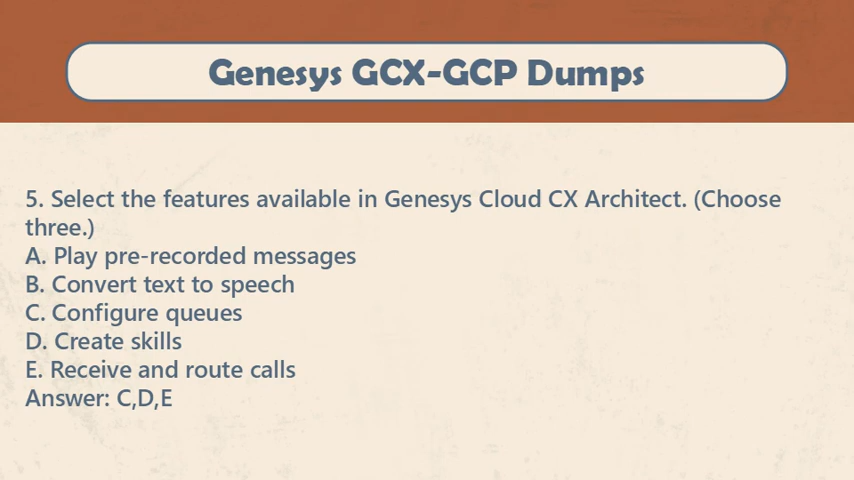 Genesys GCX-GCP Dumps
5. Select the features available in Genesys Cloud CX Architect. (Choose
three.)
A. Play pre-recorded messages
B. Convert text to speech
C. Configure queues
D. Create skills
E. Receive and route calls
Answer: C,D,E